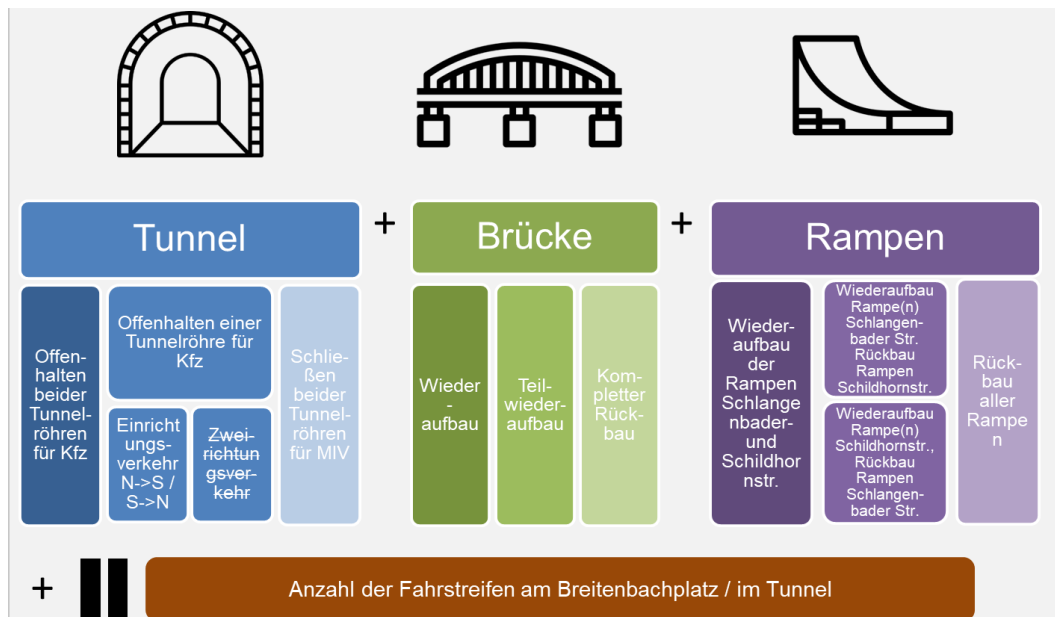 Tunnel
+
Brücke
+
Rampen
Offen-
halten
beider
Tunnel-
röhren
für Kfz
Offenhalten einer
Tunnelröhre für
Kfz
Einricht
ungs-
verkehr
N->S /
S->N
Zwei-
richtun
gsver-
kehr
Schlie-
ßen
beider
Tunnel-
röhren
für MIV
Wieder
-
aufbau
Teil-
wieder-
aufbau
Kom-
pletter
Rück-
bau
Wieder-
aufbau
der
Rampen
Schlange
nbader-
und
Schildhor
nstr.
Wiederaufbau
Rampe(n)
Schlangen-
bader Str.
Rückbau
Rampen
Schildhornstr.
Wiederaufbau
Rampe(n)
Schildhornstr.,
Rückbau
Rampen
Schlangen-
bader Str.
Rück-
bau
aller
Rampe
n
+
Anzahl der Fahrstreifen am Breitenbachplatz / im Tunnel